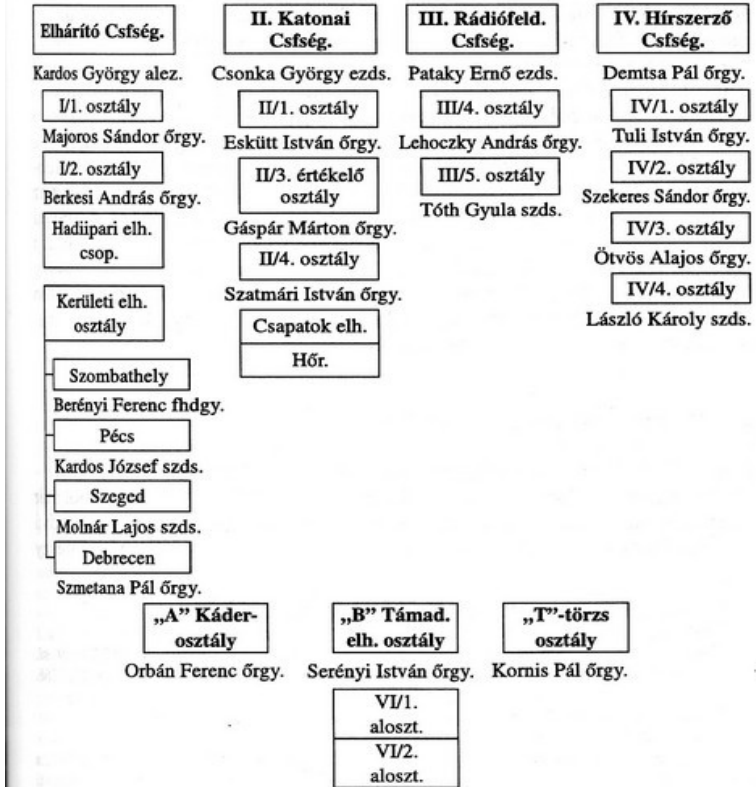 Elhárító Csfség.
Kardos György alez.
I/1. osztály
Majoros Sándor őrgy.
I/2. osztály
Berkesi András őrgy.
Hadiipari elh.
csop.
Kerületi elh.
osztály
Szombathely
Berényi Ferenc fhdgy.
Pécs
Kardos József szds.
Szeged
Molnár Lajos szds.
Debrecen
Szmetana Pál őrgy.
II. Katonai
Csfség.
Csonka György ezds.
II/1. osztály
Eskütt István őrgy.
II/3. értékelő
osztály
Gáspár Márton őrgy.
II/4. osztály
Szatmári István őrgy.
Csapatok elh.
Hőr.
III. Rádiófeld.
Csfség.
Pataky Ernő ezds.
III/4. osztály
Lehoczky András őrgy.
III/5. osztály
Tóth Gyula szds.
IV. Hírszerző
Csfség.
Demtsa Pál őrgy.
IV/1. osztály
Tuli István őrgy.
IV/2. osztály
Szekeres Sándor őrgy.
IV/3. osztály
Ötvös Alajos őrgy.
IV/4. osztály
László Károly szds.
„A” Káder-
osztály
Orbán Ferenc őrgy.
„B” Támad.
elh. osztály
Serényi István őrgy.
VI/1.
aloszt.
VI/2.
aloszt.
„T”-törzs
osztály
Kornis Pál őrgy.